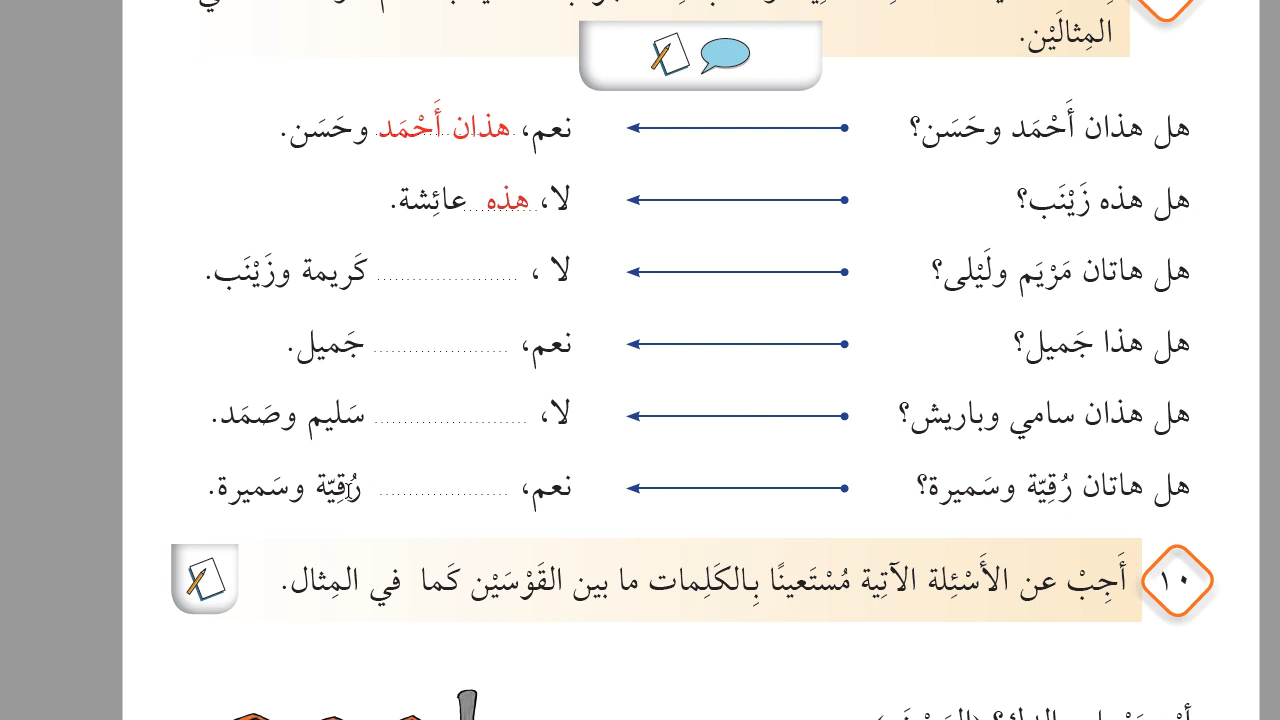 المِثالَيْن.
هل هذان أَحْمَد وحَسَن؟ نعم، هذان أَحْمَد وحَسَن.
هل هذه زَيْنَب؟ لا، هذه عائِشة.
هل هاتان مَرْيَم ولَيْلى؟ لا ، .................... كَريمة وزَيْنَب.
هل هذا جَميل؟ نعم، .................... جَميل.
هل هذان سامي وباريش؟ لا، .................... سَليم وصَمَد.
هل هاتان رُقِيّة وسَميرة؟ نعم، .................... رُقِيّة وسَميرة.
١٠ أَجِبْ عن الأَسْئِلة الآتِية مُسْتَعينًا بِالكَلِمات ما بين القَوْسَيْن كَما في المِثال.